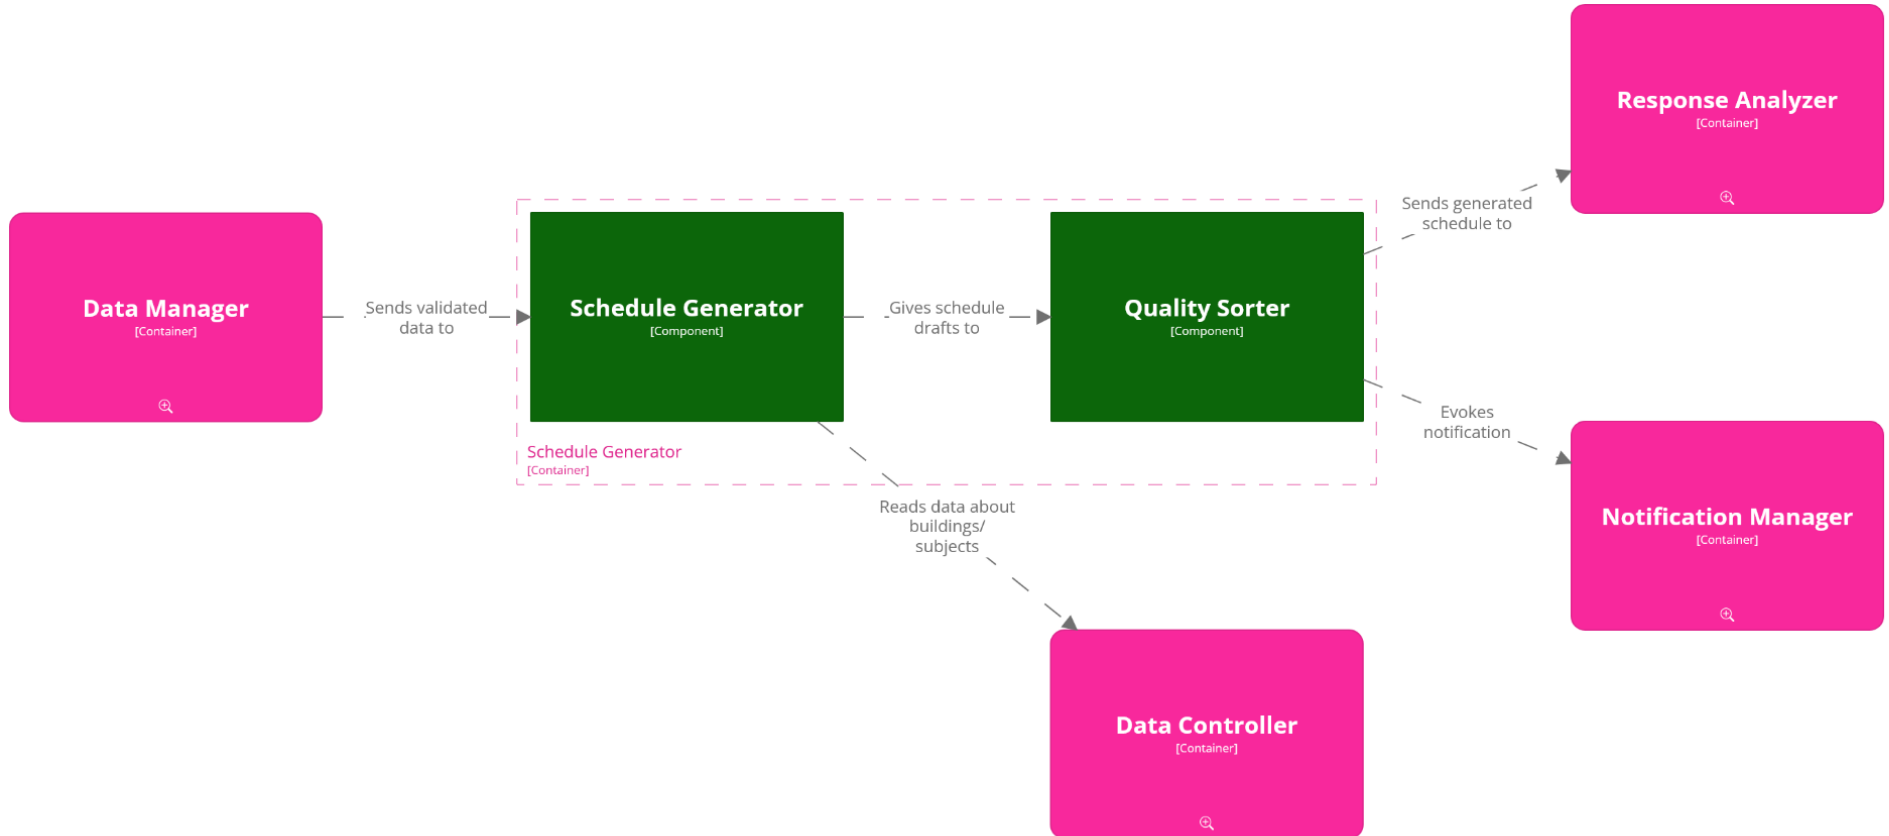 Response Analyzer
[Container]
Sends generated
schedule to
Data Manager
[Container]
Sends validated
data to
Schedule Generator
[Component]
Gives schedule
drafts to
Quality Sorter
[Component]
Evokes
notification
Schedule Generator
[Container]
Reads data about
buildings/
subjects
Notification Manager
[Container]
Data Controller
[Container]